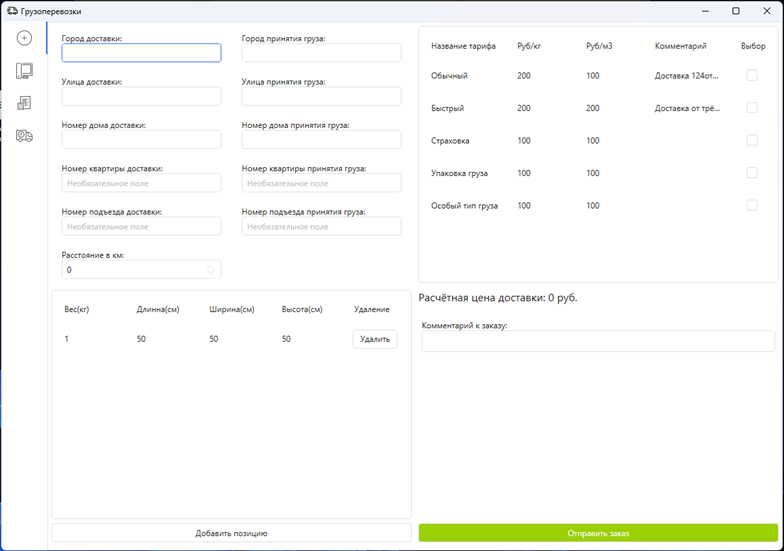 Грузоперевозки
Город доставки: Город принятия груза:
Улица доставки: Улица принятия груза:
Номер дома доставки: Номер дома принятия груза:
Номер квартиры доставки: Номер квартиры принятия груза:
Необязательное поле Необязательное поле
Номер подъезда доставки: Номер подъезда принятия груза:
Необязательное поле Необязательное поле
Расстояние в км:
0
Название тарифа Руб/кг Руб/м3 Комментарий Выбор
Обычный 200 100 Доставка 124от...
Быстрый 200 200 Доставка от трё...
Страховка 100 100
Упаковка груза 100 100
Особый тип груза 100 100
Вес(кг) Длинна(см) Ширина(см) Высота(см) Удаление
1 50 50 50 Удалить
Добавить позицию
Расчётная цена доставки: 0 руб.
Комментарий к заказу:
Отправить заказ